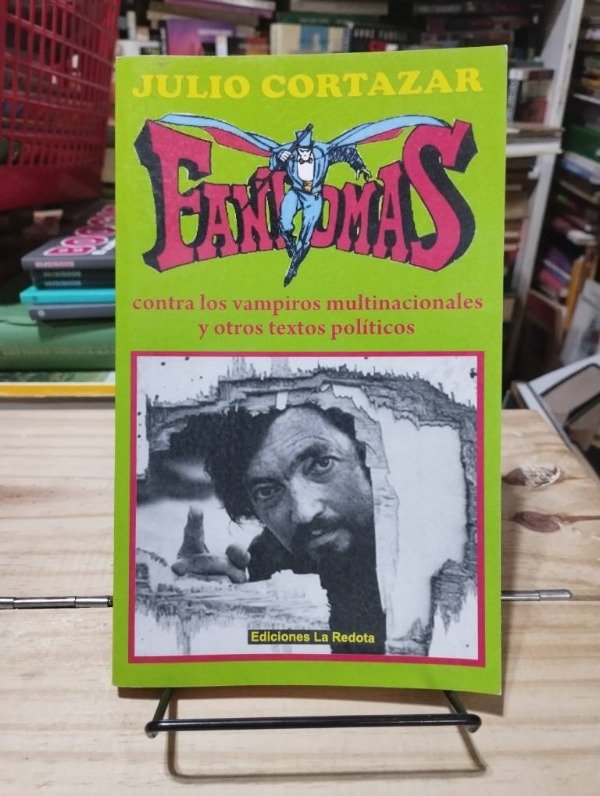 JULIO CORTAZAR
FANTOMAS
contra los vampiros multinacionales
y otros textos políticos
Ediciones La Redota